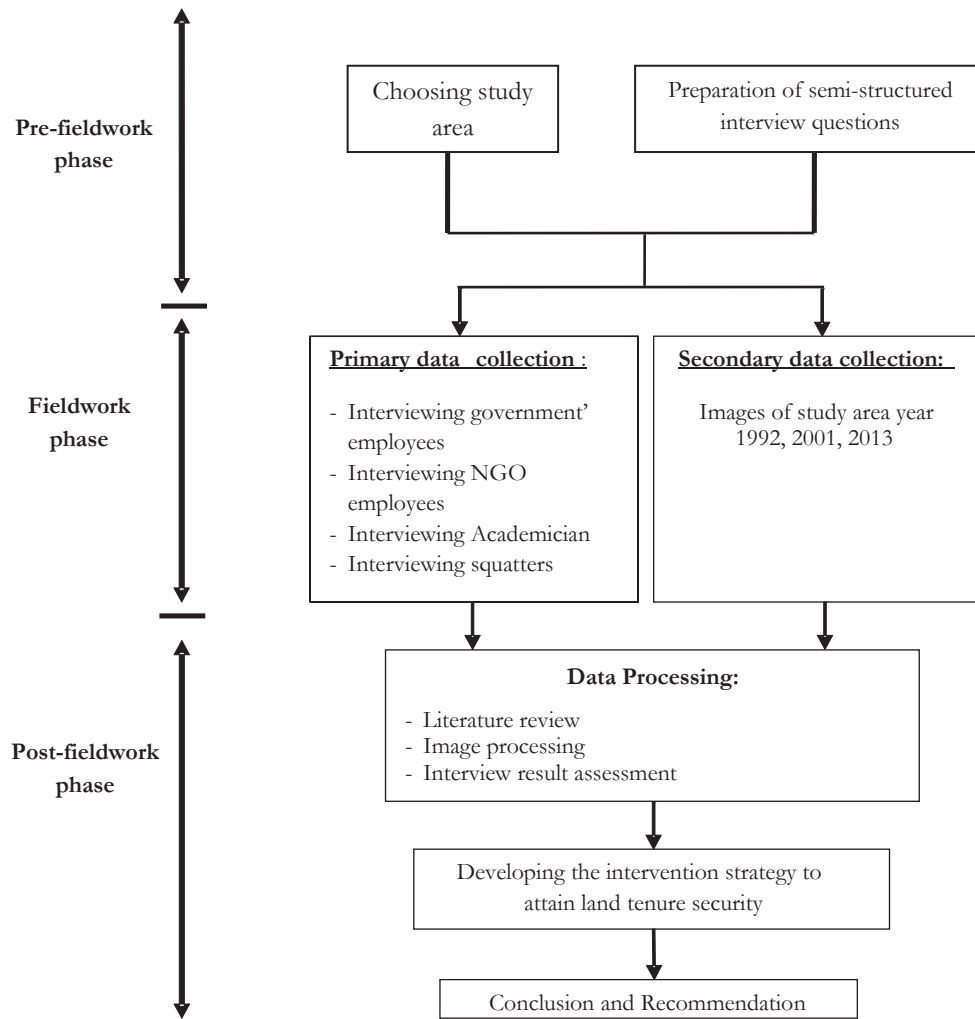 Pre-fieldwork
phase
Choosing study
area
Preparation of semi-structured
interview questions
Fieldwork
phase
Primary data collection :
- Interviewing government'
employees
- Interviewing NGO
employees
- Interviewing Academician
- Interviewing squatters
Secondary data collection:
Images of study area year
1992, 2001, 2013
Post-fieldwork
phase
Data Processing:
- Literature review
- Image processing
- Interview result assessment
Developing the intervention strategy to
attain land tenure security
Conclusion and Recommendation